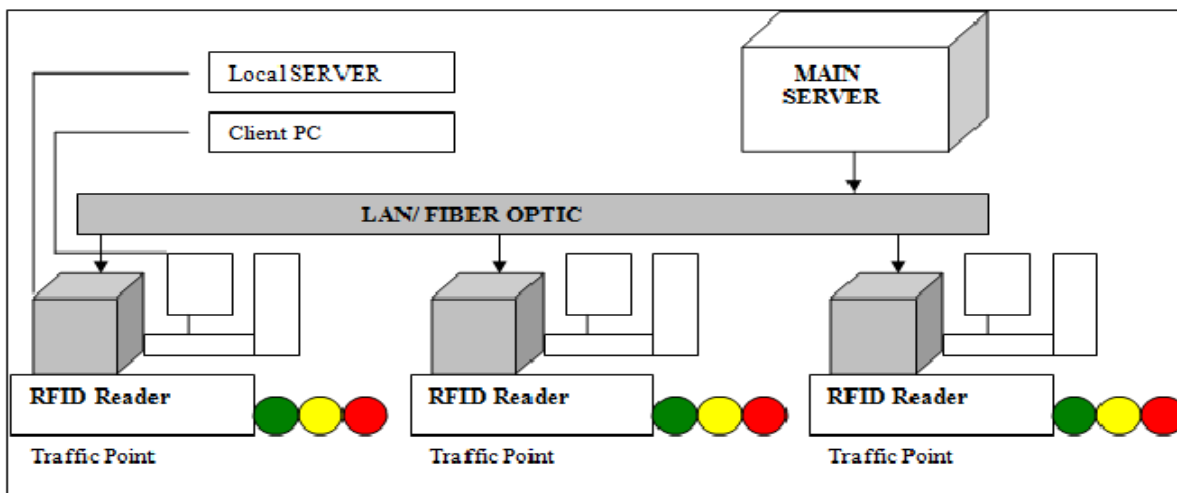 Local SERVER
MAIN
SERVER
Client PC
LAN/ FIBER OPTIC
RFID Reader
RFID Reader
RFID Reader
Traffic Point
Traffic Point
Traffic Point